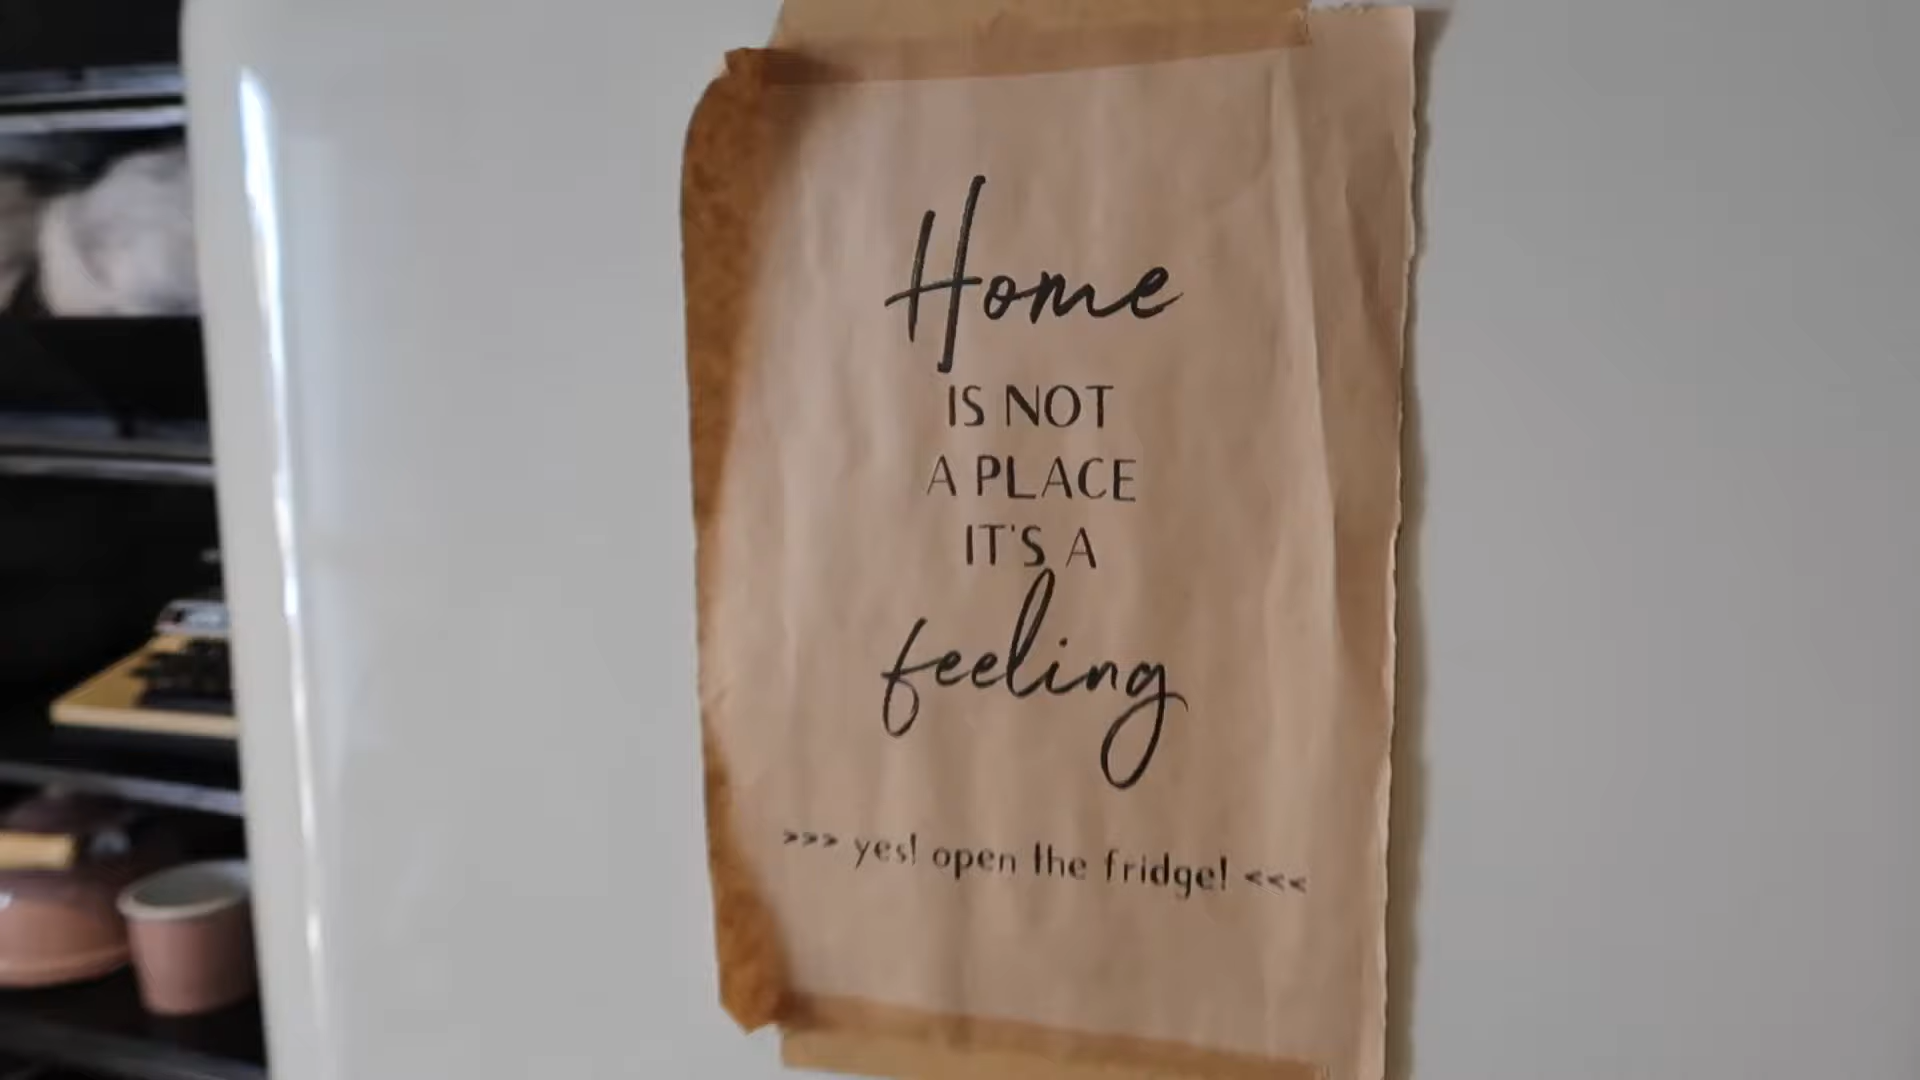 Home
IS NOT
A PLACE
IT'S A
feeling
>>> yes! open the fridge! <<<